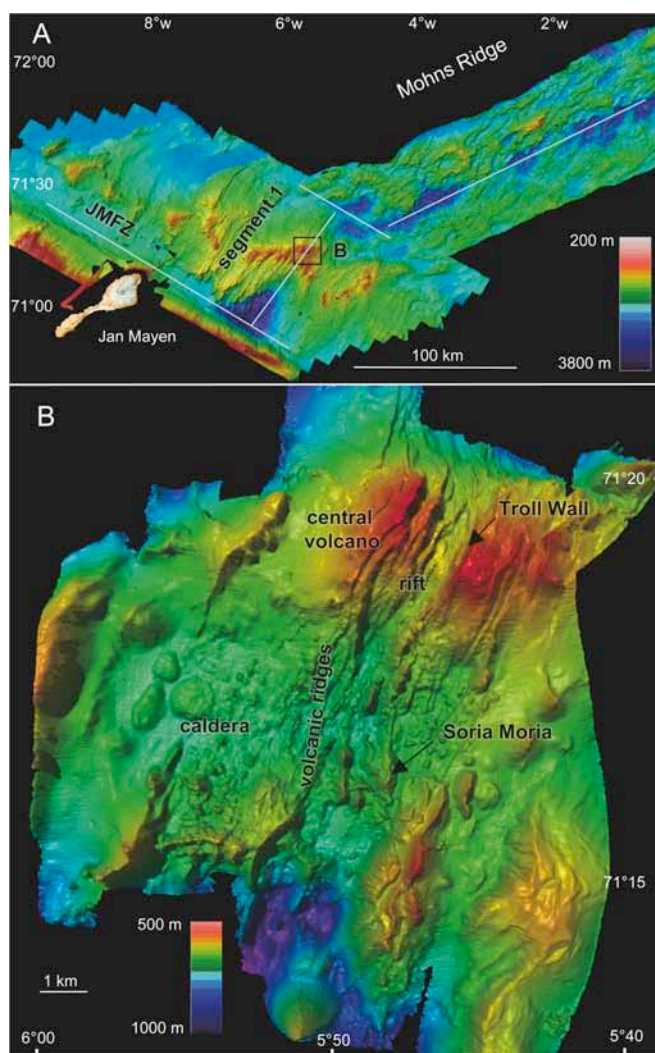 A
8°w
6°w
4°w
2°w
72°00
Mohns Ridge
71°30
JMFZ
segment 1
B
200 m
71°00
Jan Mayen
100 km
3800 m
B
71°20
Troll Wall
central
volcano
rift
volcanic ridges
caldera
Soria Moria
71°15
500 m
1 km
1000 m
6°00
5°50
5°40